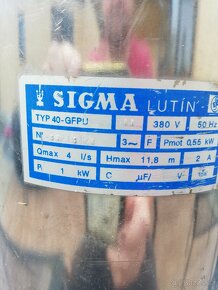 SIGMA LUTÍN
TYP 40-GFPU 380 V 50 Hz
N° 3~ F Pmot 0,55 kW
Qmax 4 l/s Hmax 11,8 m 2 A
P 1 kW C µF/ V-